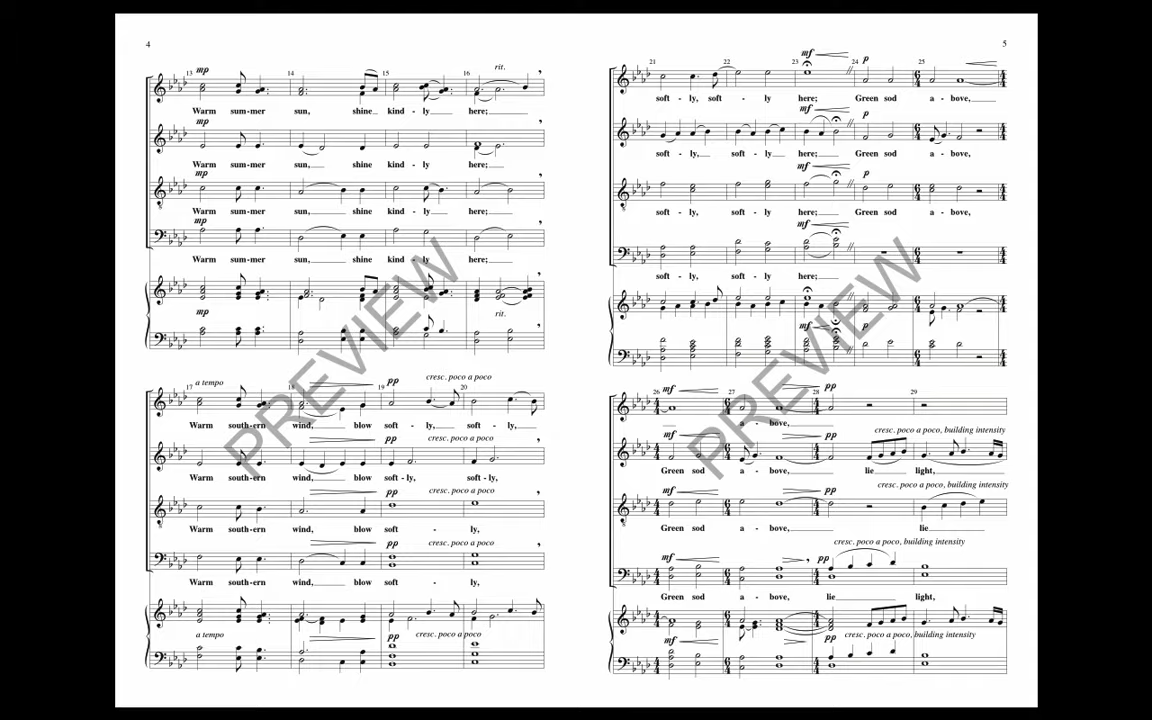 4
13 14 15 16
mp rit.
Warm sum-mer sun, shine kind - ly here;
mp
Warm sum-mer sun, shine kind - ly here;
mp
Warm sum-mer sun, shine kind - ly here;
mp
Warm sum-mer sun, shine kind - ly here;
mp rit.
a tempo pp cresc. poco a poco
17 18 19 20
Warm south-ern wind, blow soft - ly, soft - ly,
pp cresc. poco a poco
Warm south-ern wind, blow soft - ly, soft - ly,
pp cresc. poco a poco
Warm south-ern wind, blow soft - ly,
pp cresc. poco a poco
Warm south-ern wind, blow soft - ly,
a tempo pp cresc. poco a poco
PREVIEW
5
21 22 23 24 25
mf p
soft - ly, soft - ly here; Green sod a - bove,
mf p
soft - ly, soft - ly here; Green sod a - bove,
mf p
soft - ly, soft - ly here; Green sod a - bove,
mf
soft - ly, soft - ly here;
mf p
mf pp
26 27 28 29
a - bove,
mf pp cresc. poco a poco, building intensity
Green sod a - bove, lie light,
mf pp cresc. poco a poco, building intensity
Green sod a - bove, lie
mf pp cresc. poco a poco, building intensity
Green sod a - bove, lie light,
mf pp cresc. poco a poco, building intensity
PREVIEW